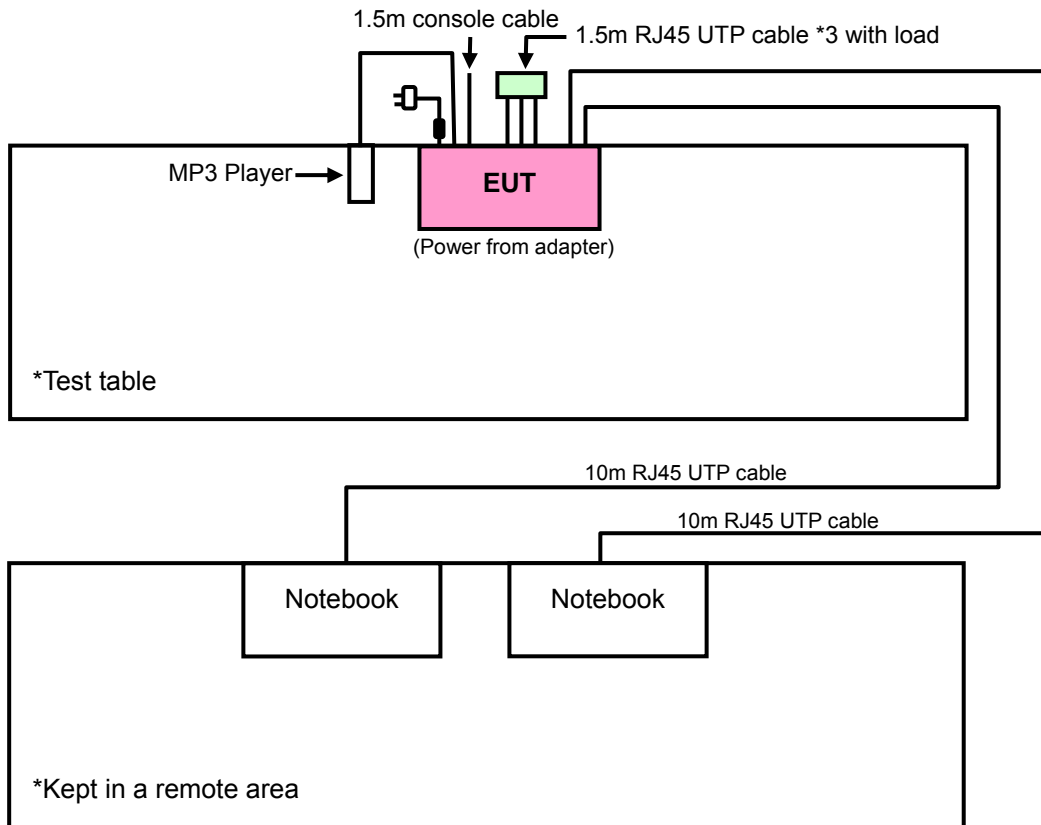 1.5m console cable
1.5m RJ45 UTP cable *3 with load
MP3 Player
EUT
(Power from adapter)
*Test table
10m RJ45 UTP cable
10m RJ45 UTP cable
Notebook
Notebook
*Kept in a remote area